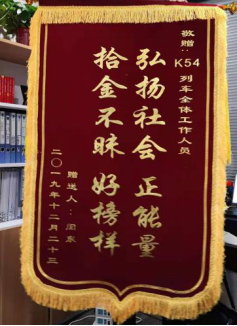 敬赠:K54列车全体工作人员
弘扬社会 正能量
拾金不昧 好榜样
赠送人:闫东
二〇一九年十二月二十三